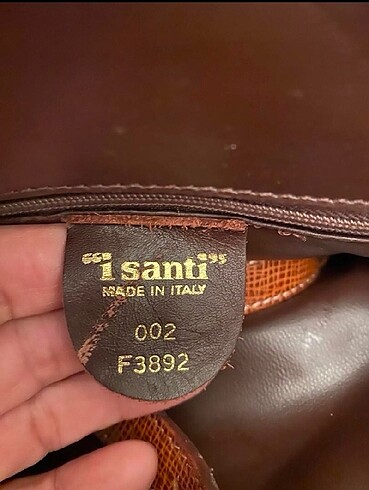 “i santi”
MADE IN ITALY
002
F3892